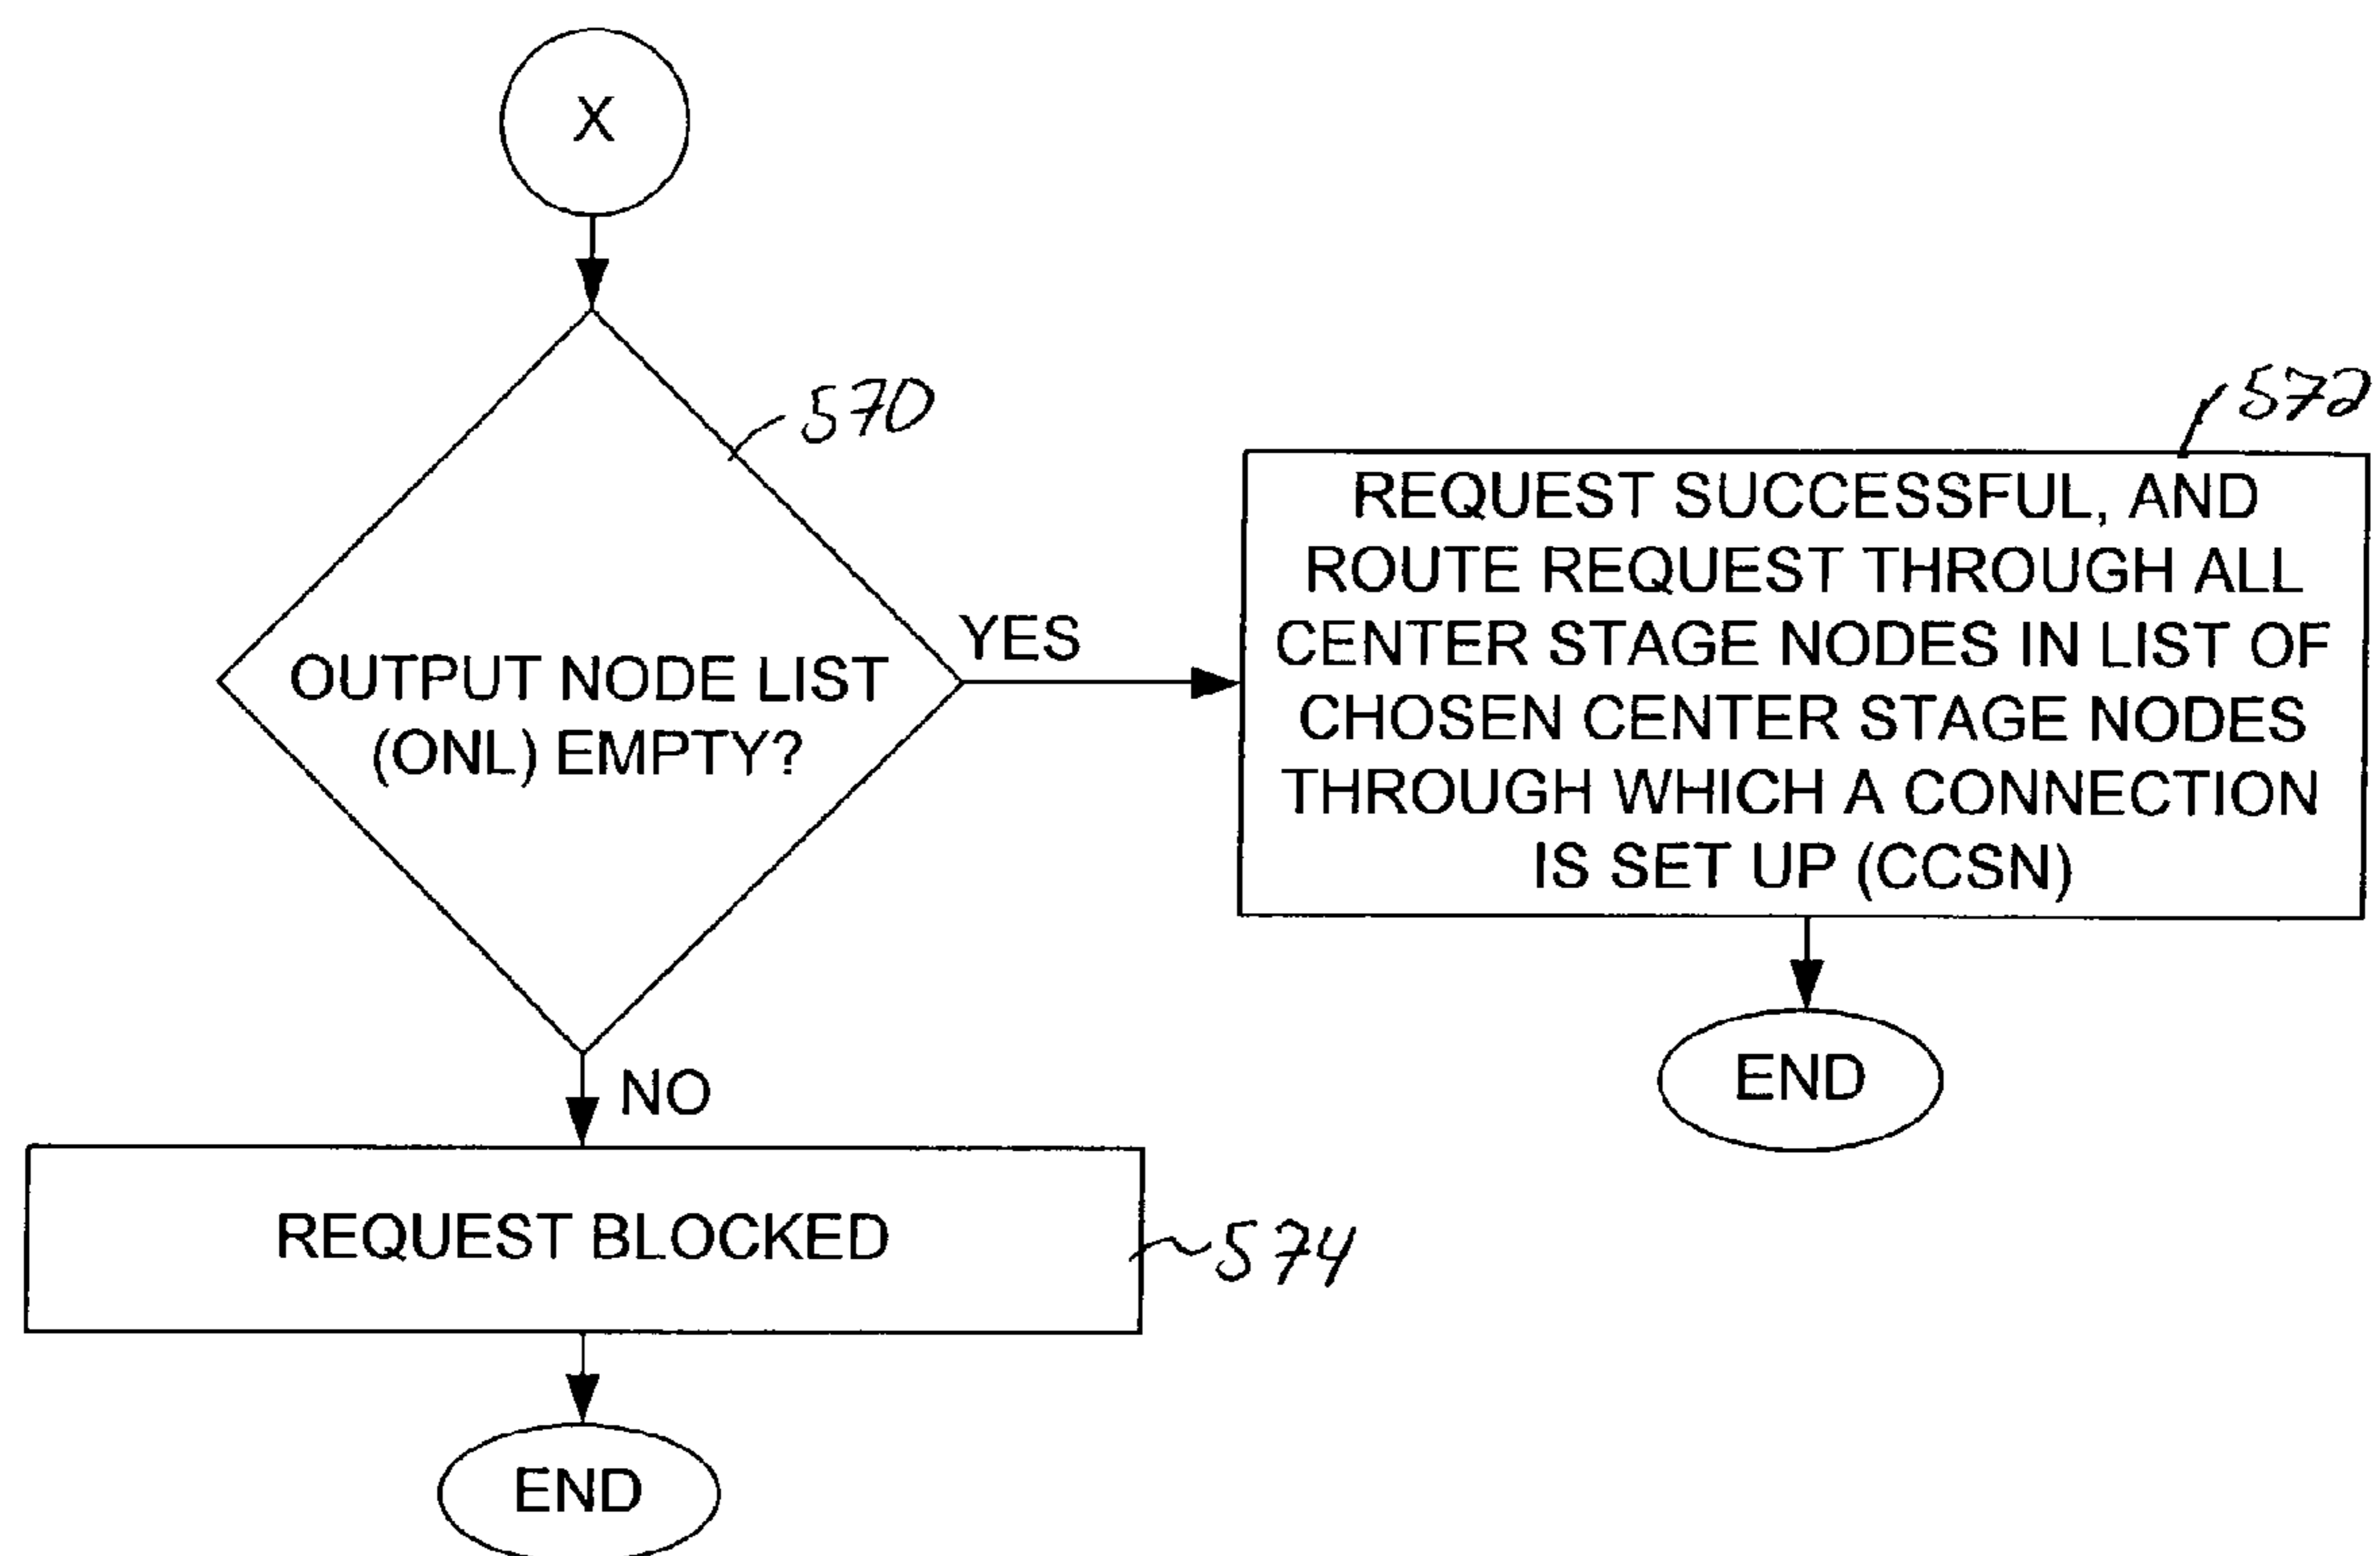 X
570
OUTPUT NODE LIST
(ONL) EMPTY?
YES
572
REQUEST SUCCESSFUL, AND
ROUTE REQUEST THROUGH ALL
CENTER STAGE NODES IN LIST OF
CHOSEN CENTER STAGE NODES
THROUGH WHICH A CONNECTION
IS SET UP (CCSN)
END
NO
REQUEST BLOCKED
574
END